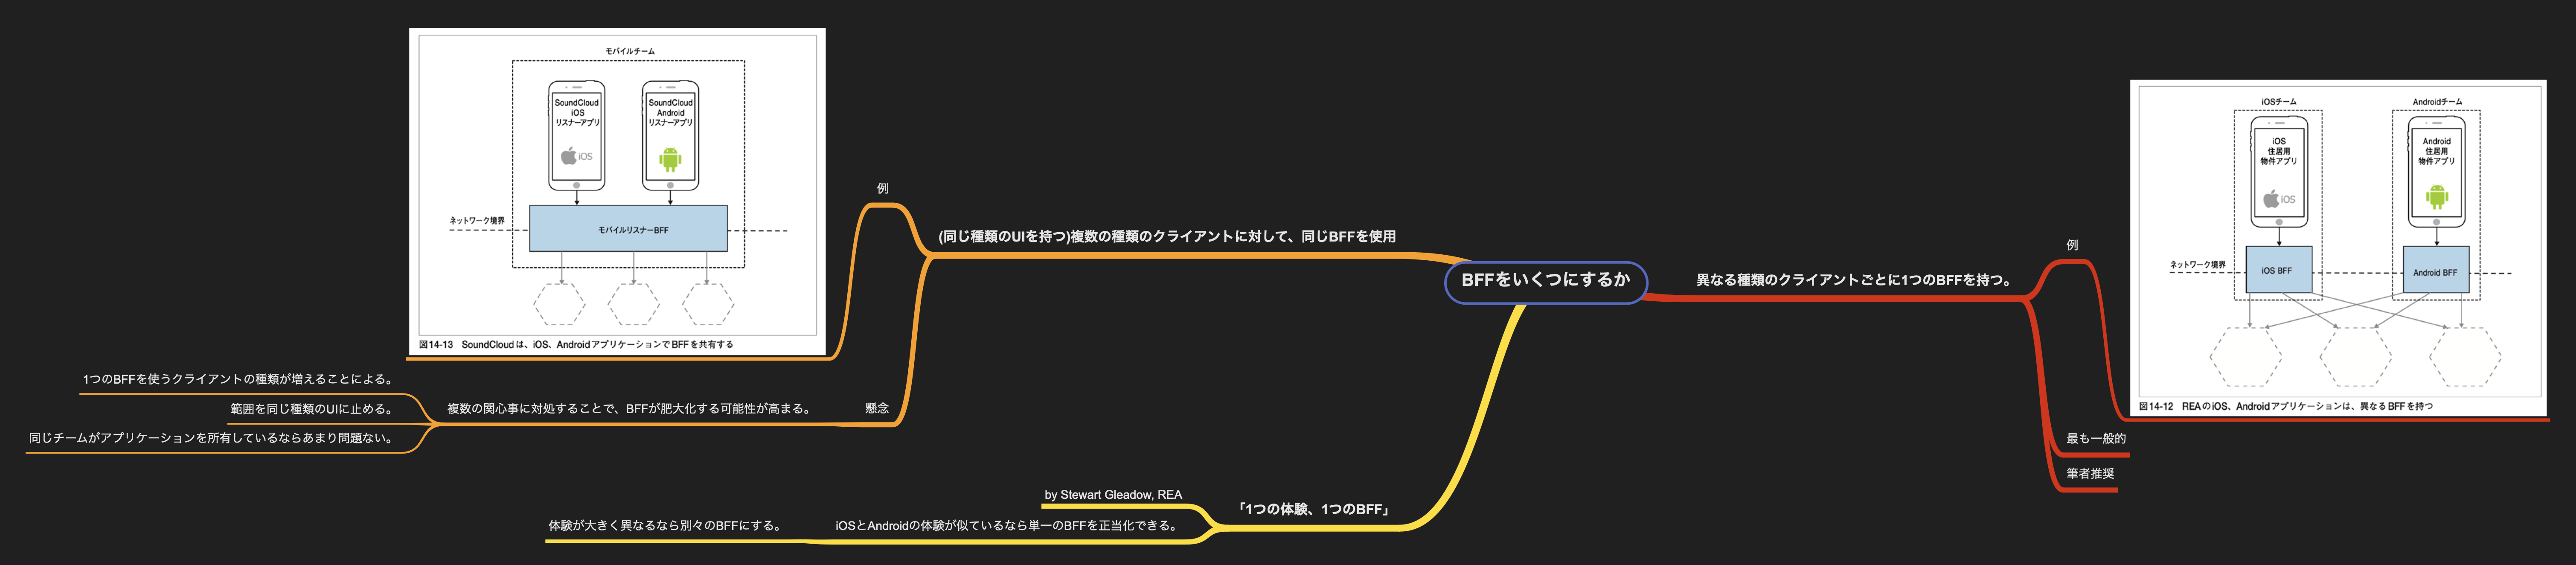 BFFをいくつにするか
異なる種類のクライアントごとに1つのBFFを持つ。
例
iOSチーム
Androidチーム
iOS
住居用
物件アプリ
iOS
Android
住居用
物件アプリ
ネットワーク境界
iOS BFF
Android BFF
図14-12 REAのiOS、Androidアプリケーションは、異なるBFFを持つ
最も一般的
筆者推奨
(同じ種類のUIを持つ)複数の種類のクライアントに対して、同じBFFを使用
例
モバイルチーム
SoundCloud
iOS
リスナーアプリ
iOS
SoundCloud
Android
リスナーアプリ
ネットワーク境界
モバイルリスナーBFF
図14-13 SoundCloudは、iOS、AndroidアプリケーションでBFFを共有する
懸念
複数の関心事に対処することで、BFFが肥大化する可能性が高まる。
1つのBFFを使うクライアントの種類が増えることによる。
範囲を同じ種類のUIに止める。
同じチームがアプリケーションを所有しているならあまり問題ない。
「1つの体験、1つのBFF」
by Stewart Gleadow, REA
iOSとAndroidの体験が似ているなら単一のBFFを正当化できる。
体験が大きく異なるなら別々のBFFにする。